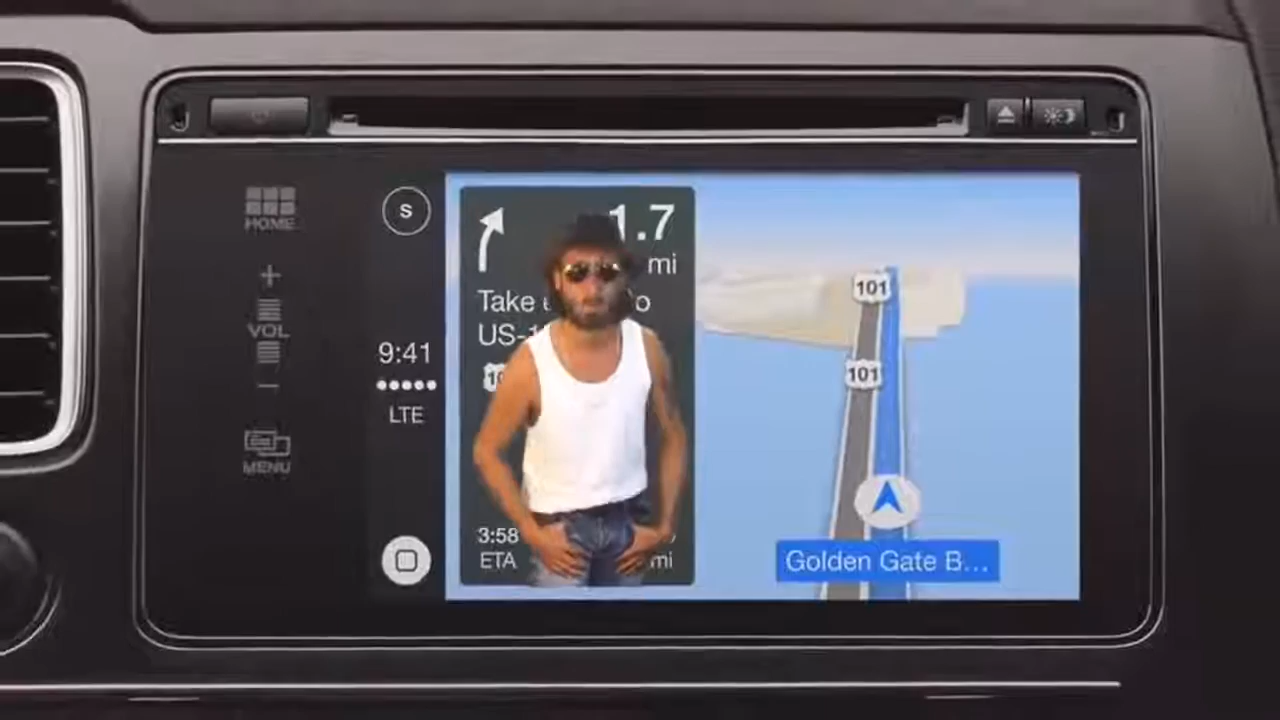 HOME
+
VOL
−
MENU
S
9:41
LTE
1.7
mi
Take
US-1
10
3:58
ETA
mi
101
101
Golden Gate B...